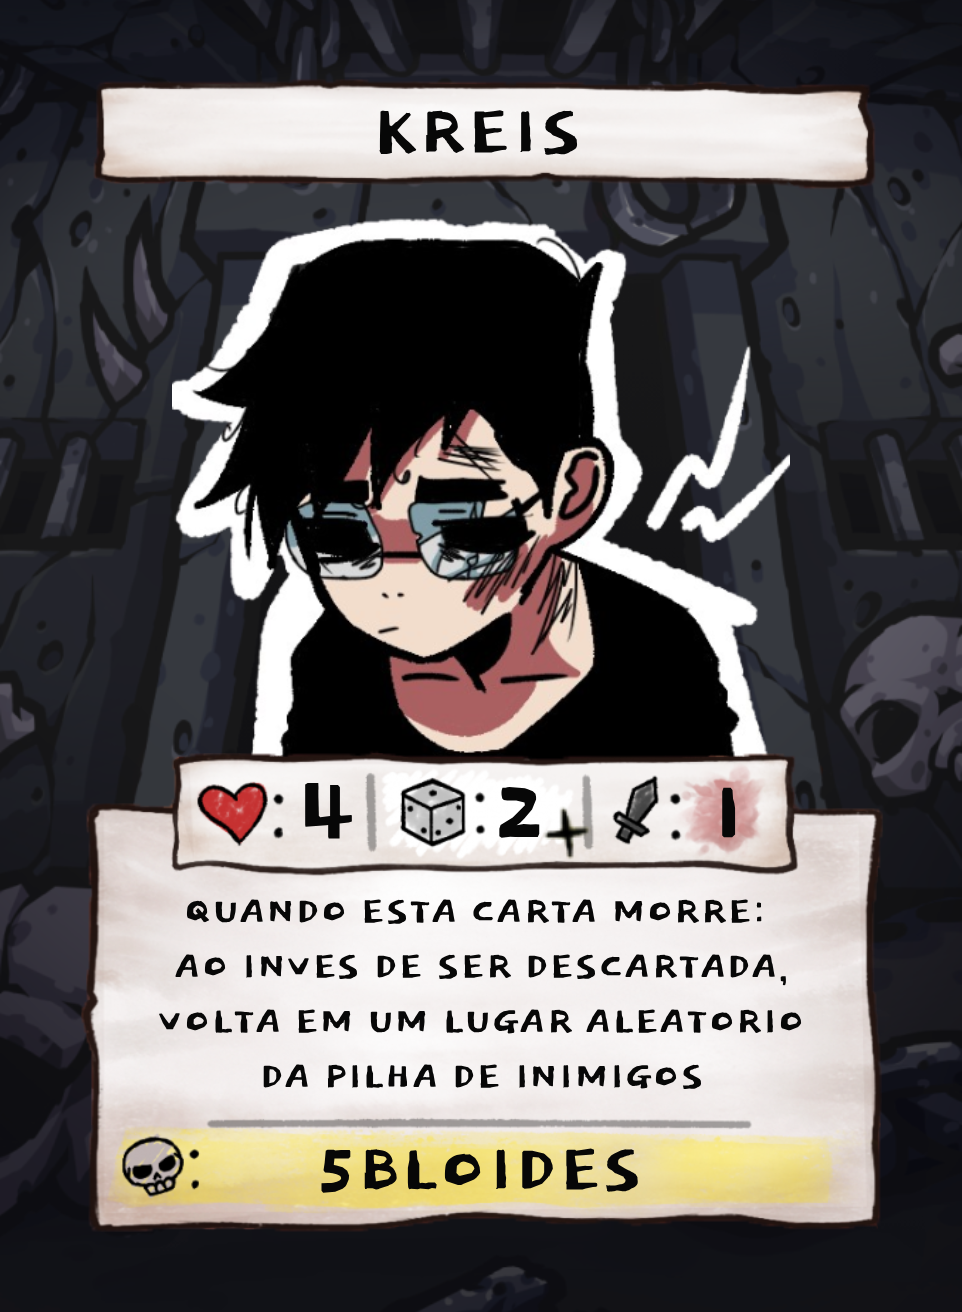 KREIS
: 4 | : 2+ | : 1
QUANDO ESTA CARTA MORRE:
AO INVES DE SER DESCARTADA,
VOLTA EM UM LUGAR ALEATORIO
DA PILHA DE INIMIGOS
: 5BLOIDES